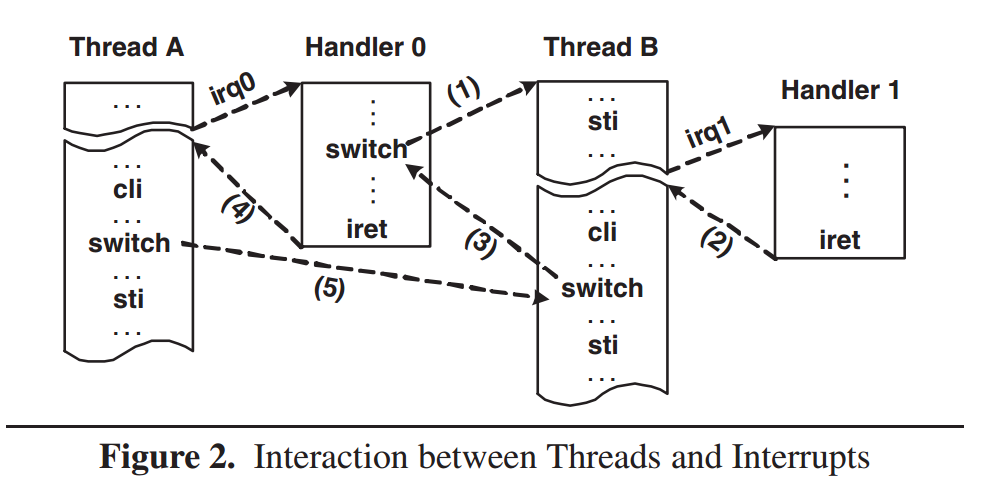 Thread A
Handler 0
Thread B
Handler 1
. . .
irq0
. . .
cli
. . .
switch
. . .
sti
. . .
(4)
.
.
.
switch
.
.
.
iret
(1)
(3)
(5)
. . .
sti
. . .
irq1
. . .
cli
. . .
switch
. . .
sti
. . .
(2)
.
.
.
iret
Figure 2. Interaction between Threads and Interrupts